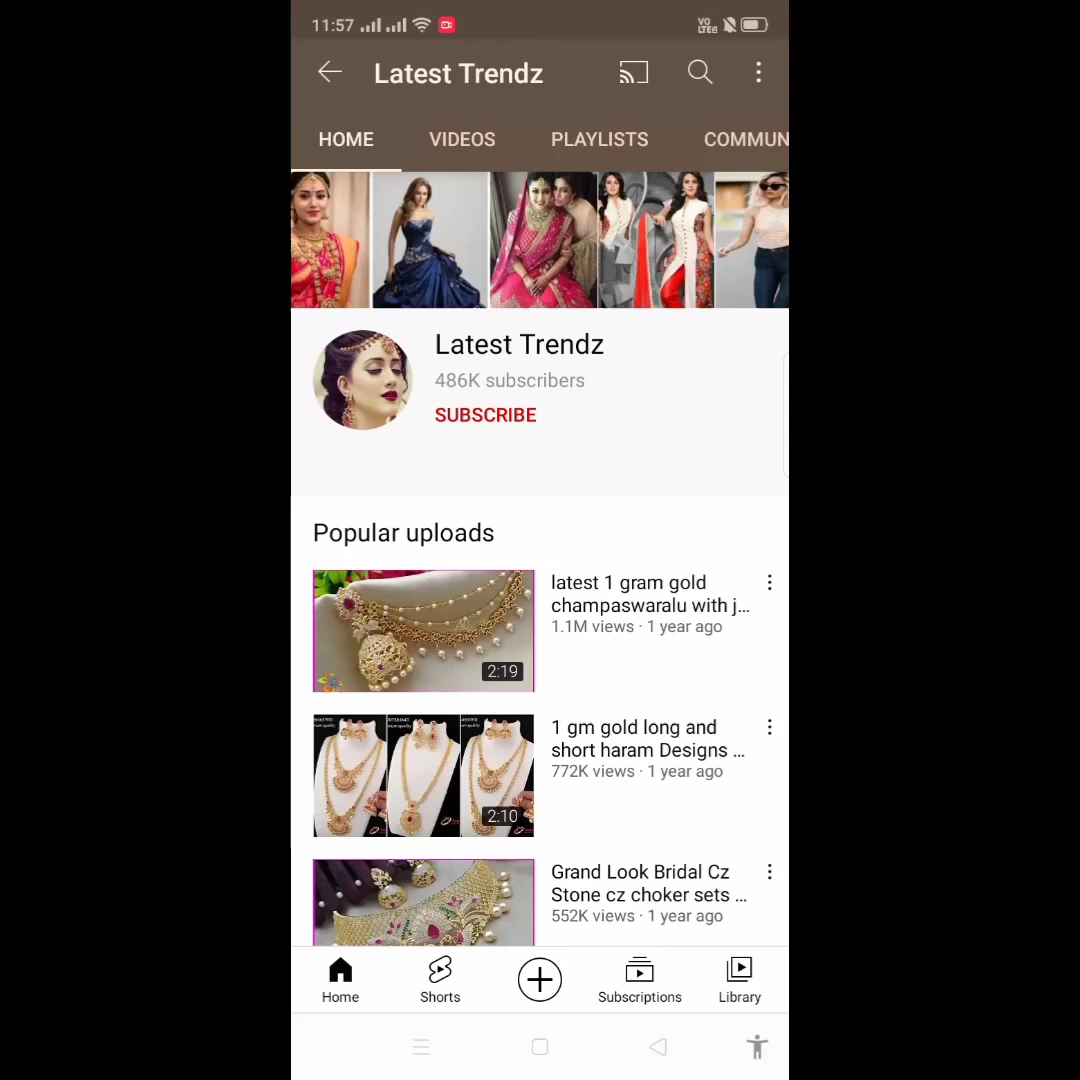 11:57
VO
LTE
Latest Trendz
HOME VIDEOS PLAYLISTS COMMUN
Latest Trendz
486K subscribers
SUBSCRIBE
Popular uploads
latest 1 gram gold
champaswaralu with j...
1.1M views · 1 year ago
2:19
1 gm gold long and
short haram Designs ...
772K views · 1 year ago
2:10
Grand Look Bridal Cz
Stone cz choker sets ...
552K views · 1 year ago
Home Shorts Subscriptions Library